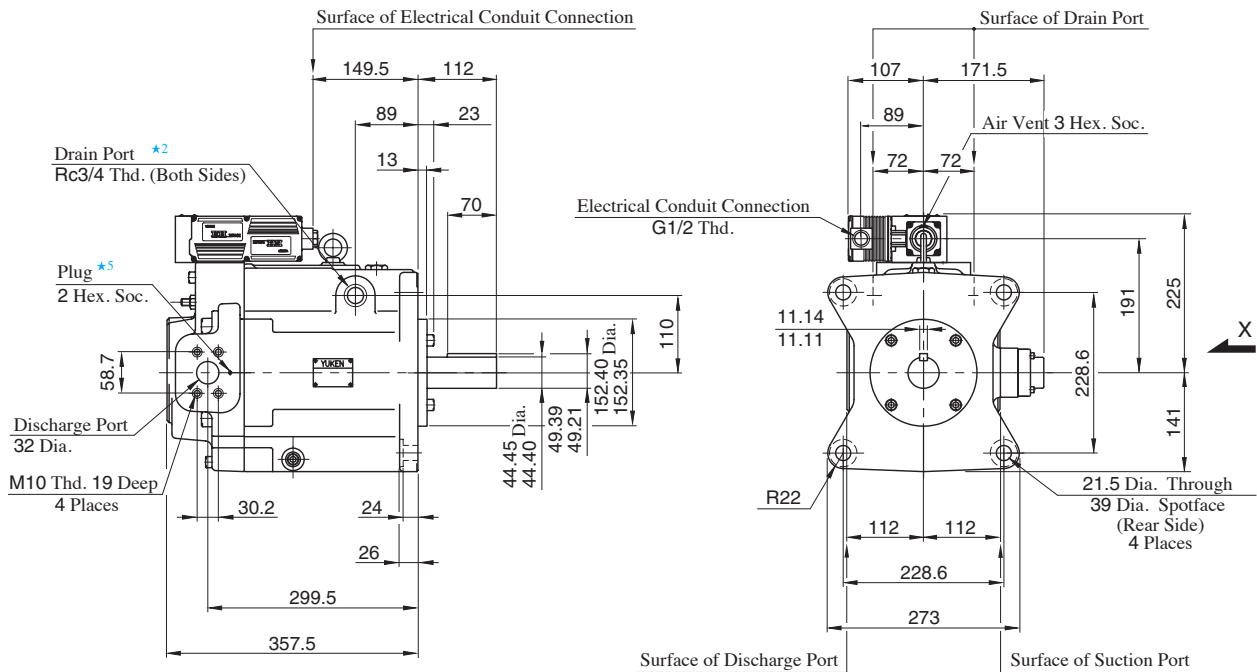 Surface of Electrical Conduit Connection
Surface of Drain Port
149.5
112
107
171.5
89
23
89
Air Vent 3 Hex. Soc.
Drain Port ★2
Rc3/4 Thd. (Both Sides)
13
72
72
70
Electrical Conduit Connection
G1/2 Thd.
Plug ★5
2 Hex. Soc.
110
11.14
11.11
191
225
X
58.7
YUKEN
152.40 Dia.
152.35
228.6
Discharge Port
32 Dia.
44.45 Dia.
44.40
49.39
49.21
141
M10 Thd. 19 Deep
4 Places
30.2
24
R22
21.5 Dia. Through
39 Dia. Spotface
(Rear Side)
4 Places
26
112
112
299.5
228.6
357.5
273
Surface of Discharge Port
Surface of Suction Port